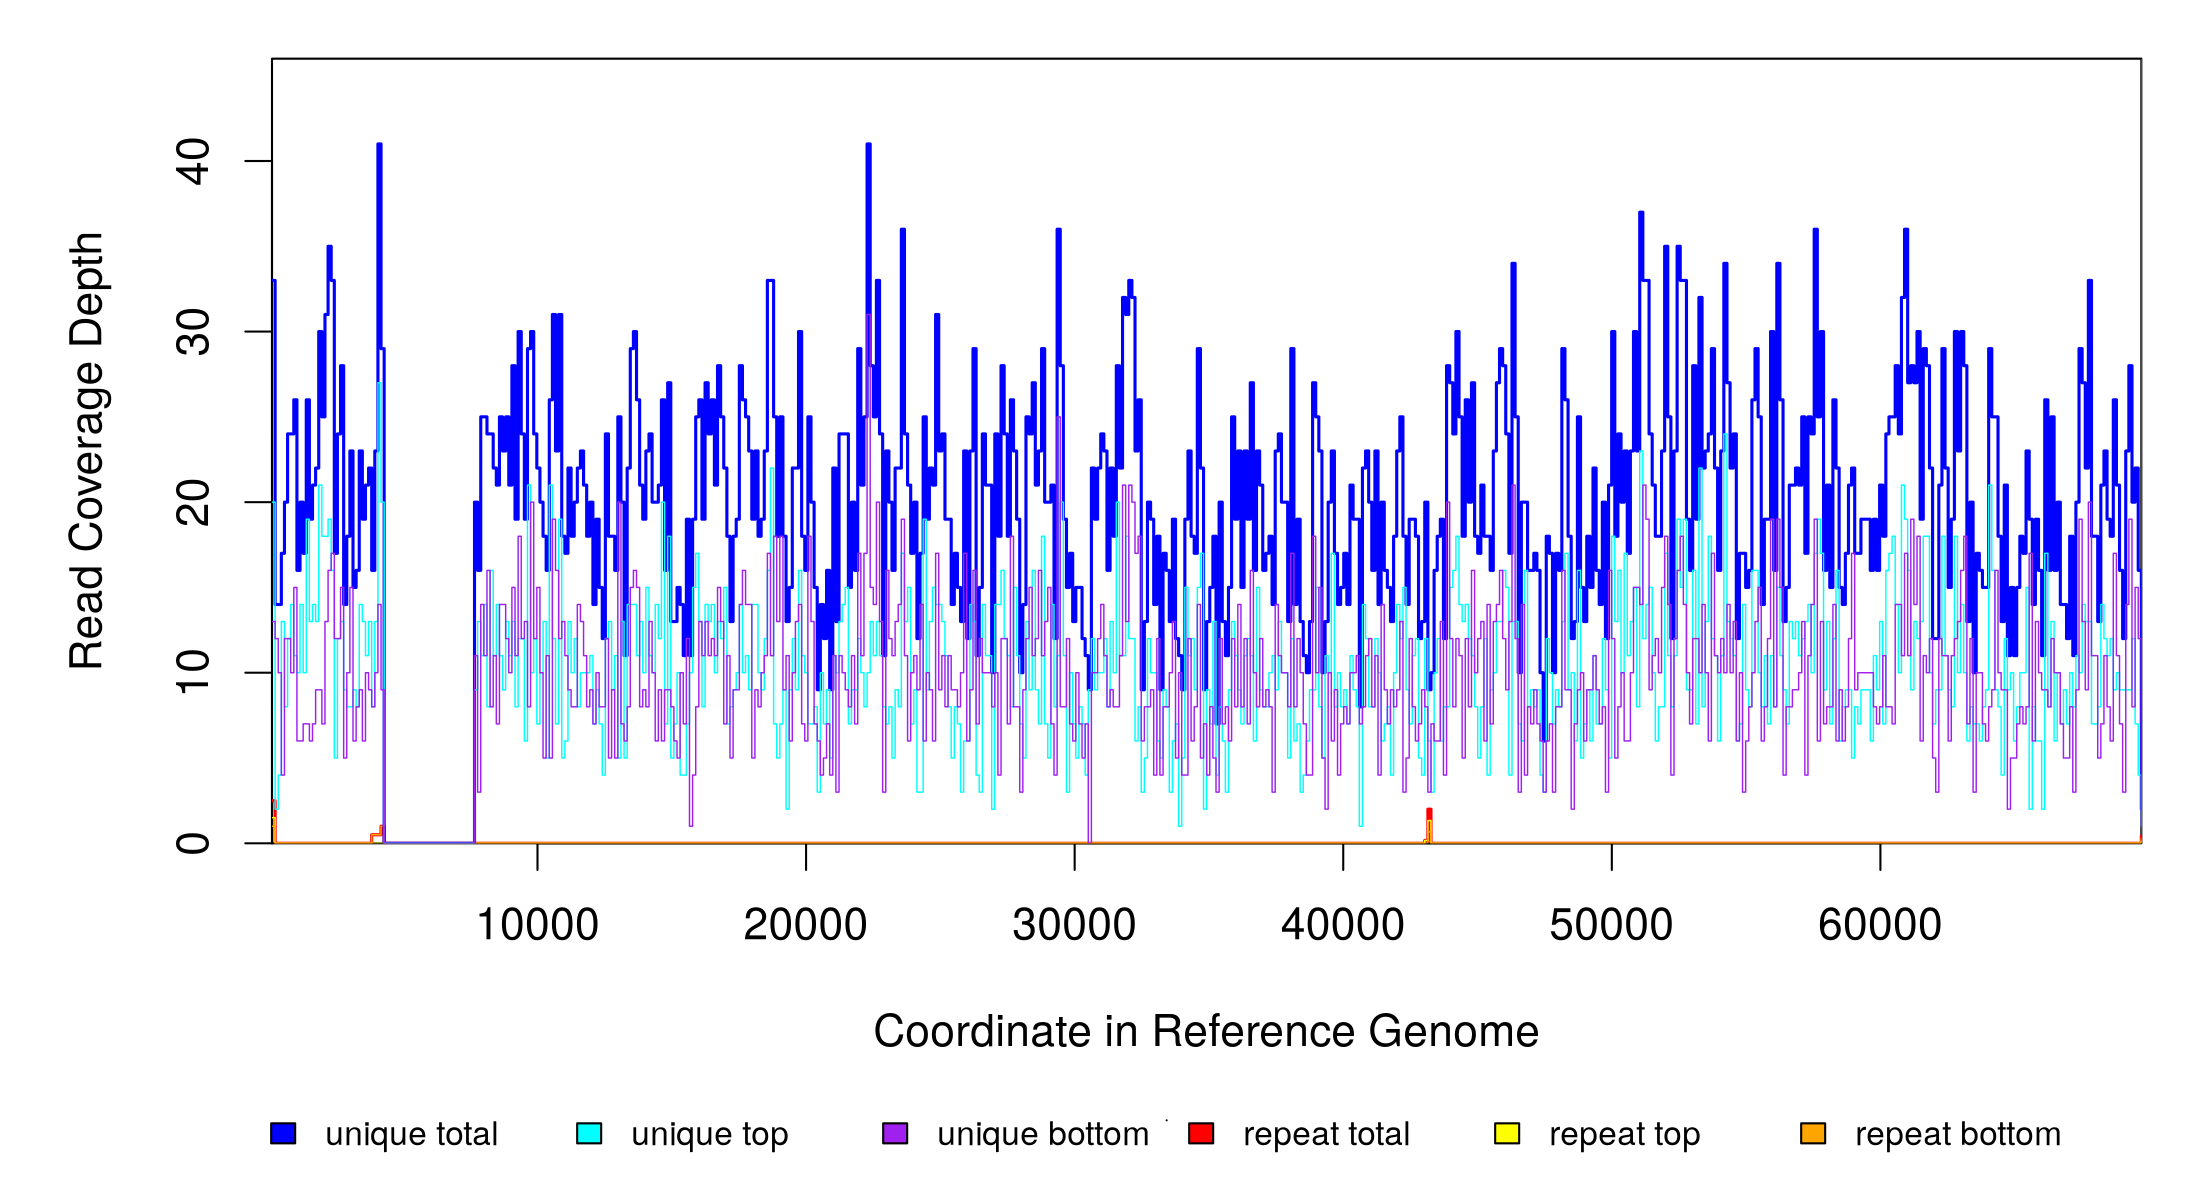 Read Coverage Depth
40
30
20
10
0
10000 20000 30000 40000 50000 60000
Coordinate in Reference Genome
unique total unique top unique bottom repeat total repeat top repeat bottom